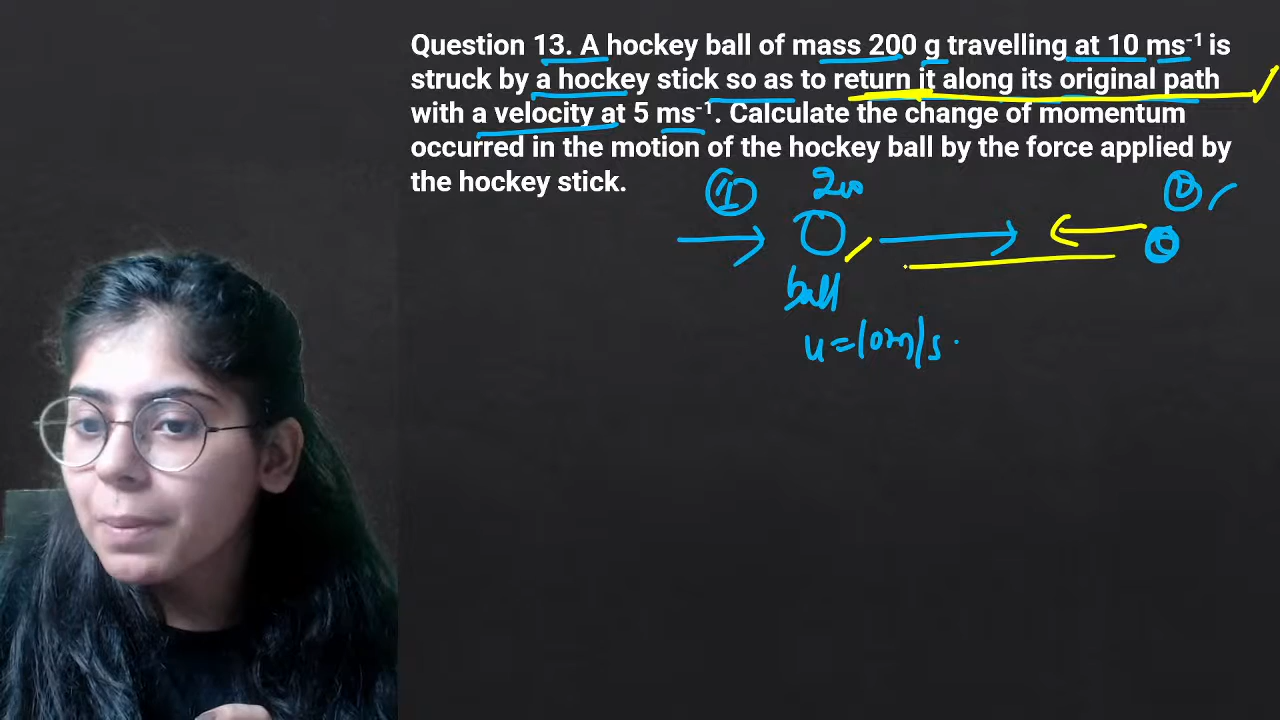 Question 13. A hockey ball of mass 200 g travelling at 10 ms⁻¹ is
struck by a hockey stick so as to return it along its original path
with a velocity at 5 ms⁻¹. Calculate the change of momentum
occurred in the motion of the hockey ball by the force applied by
the hockey stick.
200
ball
u=10m/s